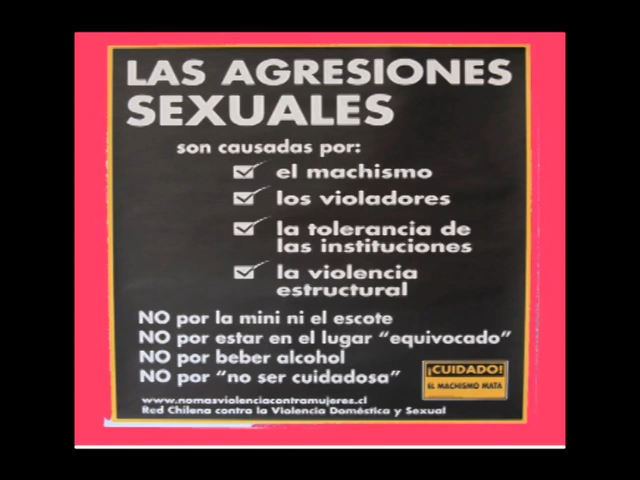 LAS AGRESIONES
SEXUALES
son causadas por:
el machismo
los violadores
la tolerancia de
las instituciones
la violencia
estructural
NO por la mini ni el escote
NO por estar en el lugar “equivocado”
NO por beber alcohol
NO por “no ser cuidadosa”
¡CUIDADO!
EL MACHISMO MATA
www.nomasviolenciacontramujeres.cl
Red Chilena contra la Violencia Doméstica y Sexual